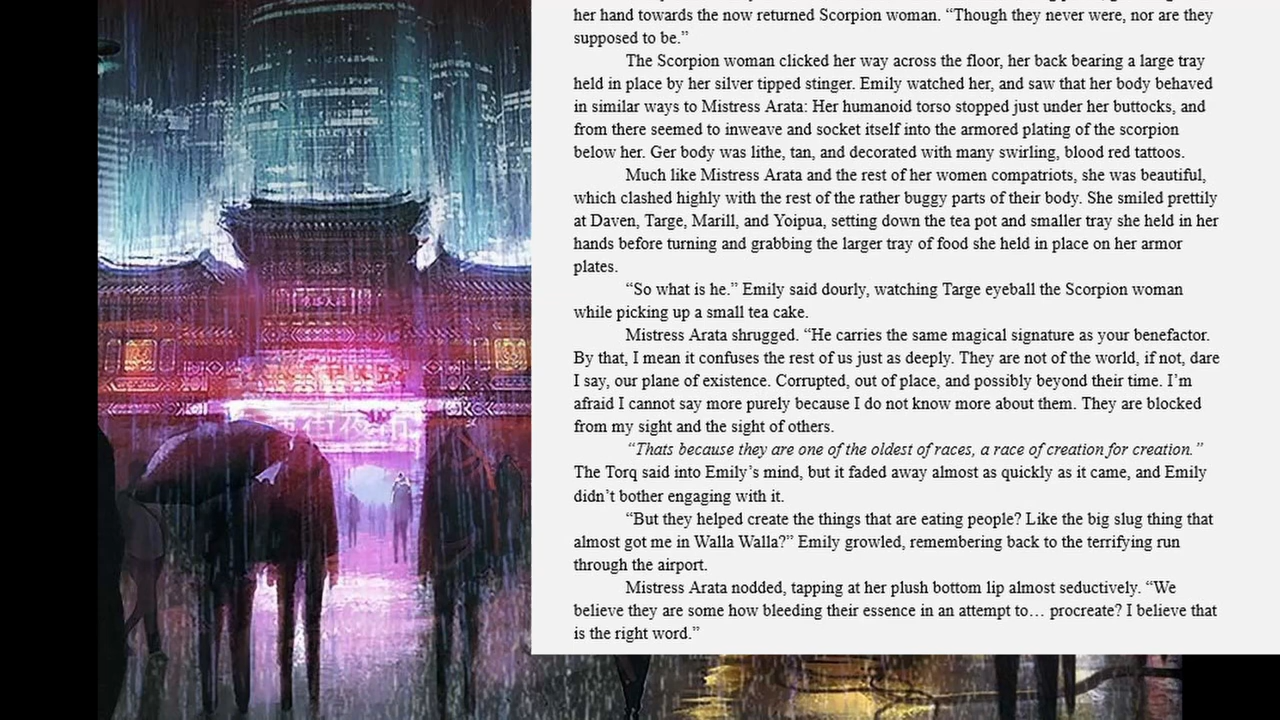 her hand towards the now returned Scorpion woman. “Though they never were, nor are they
supposed to be.”
The Scorpion woman clicked her way across the floor, her back bearing a large tray
held in place by her silver tipped stinger. Emily watched her, and saw that her body behaved
in similar ways to Mistress Arata: Her humanoid torso stopped just under her buttocks, and
from there seemed to inweave and socket itself into the armored plating of the scorpion
below her. Ger body was lithe, tan, and decorated with many swirling, blood red tattoos.
Much like Mistress Arata and the rest of her women compatriots, she was beautiful,
which clashed highly with the rest of the rather buggy parts of their body. She smiled prettily
at Daven, Targe, Marill, and Yoipua, setting down the tea pot and smaller tray she held in her
hands before turning and grabbing the larger tray of food she held in place on her armor
plates.
“So what is he.” Emily said dourly, watching Targe eyeball the Scorpion woman
while picking up a small tea cake.
Mistress Arata shrugged. “He carries the same magical signature as your benefactor.
By that, I mean it confuses the rest of us just as deeply. They are not of the world, if not, dare
I say, our plane of existence. Corrupted, out of place, and possibly beyond their time. I’m
afraid I cannot say more purely because I do not know more about them. They are blocked
from my sight and the sight of others.
“Thats because they are one of the oldest of races, a race of creation for creation.”
The Torq said into Emily’s mind, but it faded away almost as quickly as it came, and Emily
didn’t bother engaging with it.
“But they helped create the things that are eating people? Like the big slug thing that
almost got me in Walla Walla?” Emily growled, remembering back to the terrifying run
through the airport.
Mistress Arata nodded, tapping at her plush bottom lip almost seductively. “We
believe they are some how bleeding their essence in an attempt to… procreate? I believe that
is the right word.”